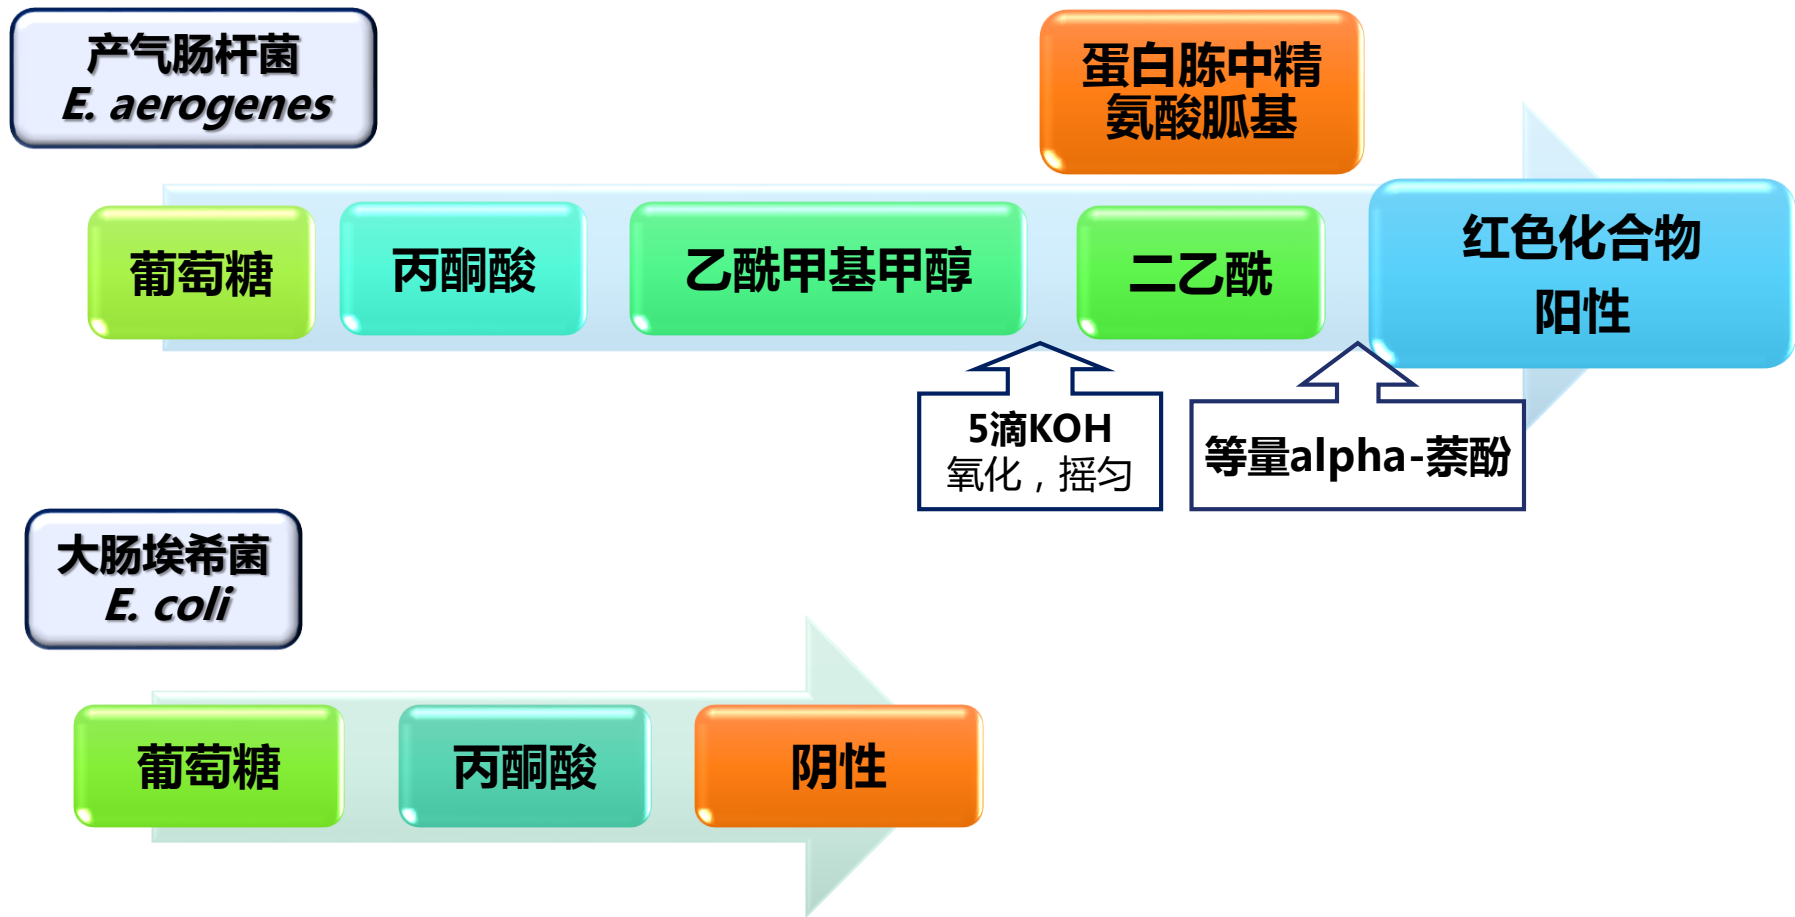 产气肠杆菌
E. aerogenes
蛋白胨中精
氨酸胍基
葡萄糖
丙酮酸
乙酰甲基甲醇
二乙酰
红色化合物
阳性
5滴KOH
氧化，摇匀
等量alpha-萘酚
大肠埃希菌
E. coli
葡萄糖
丙酮酸
阴性